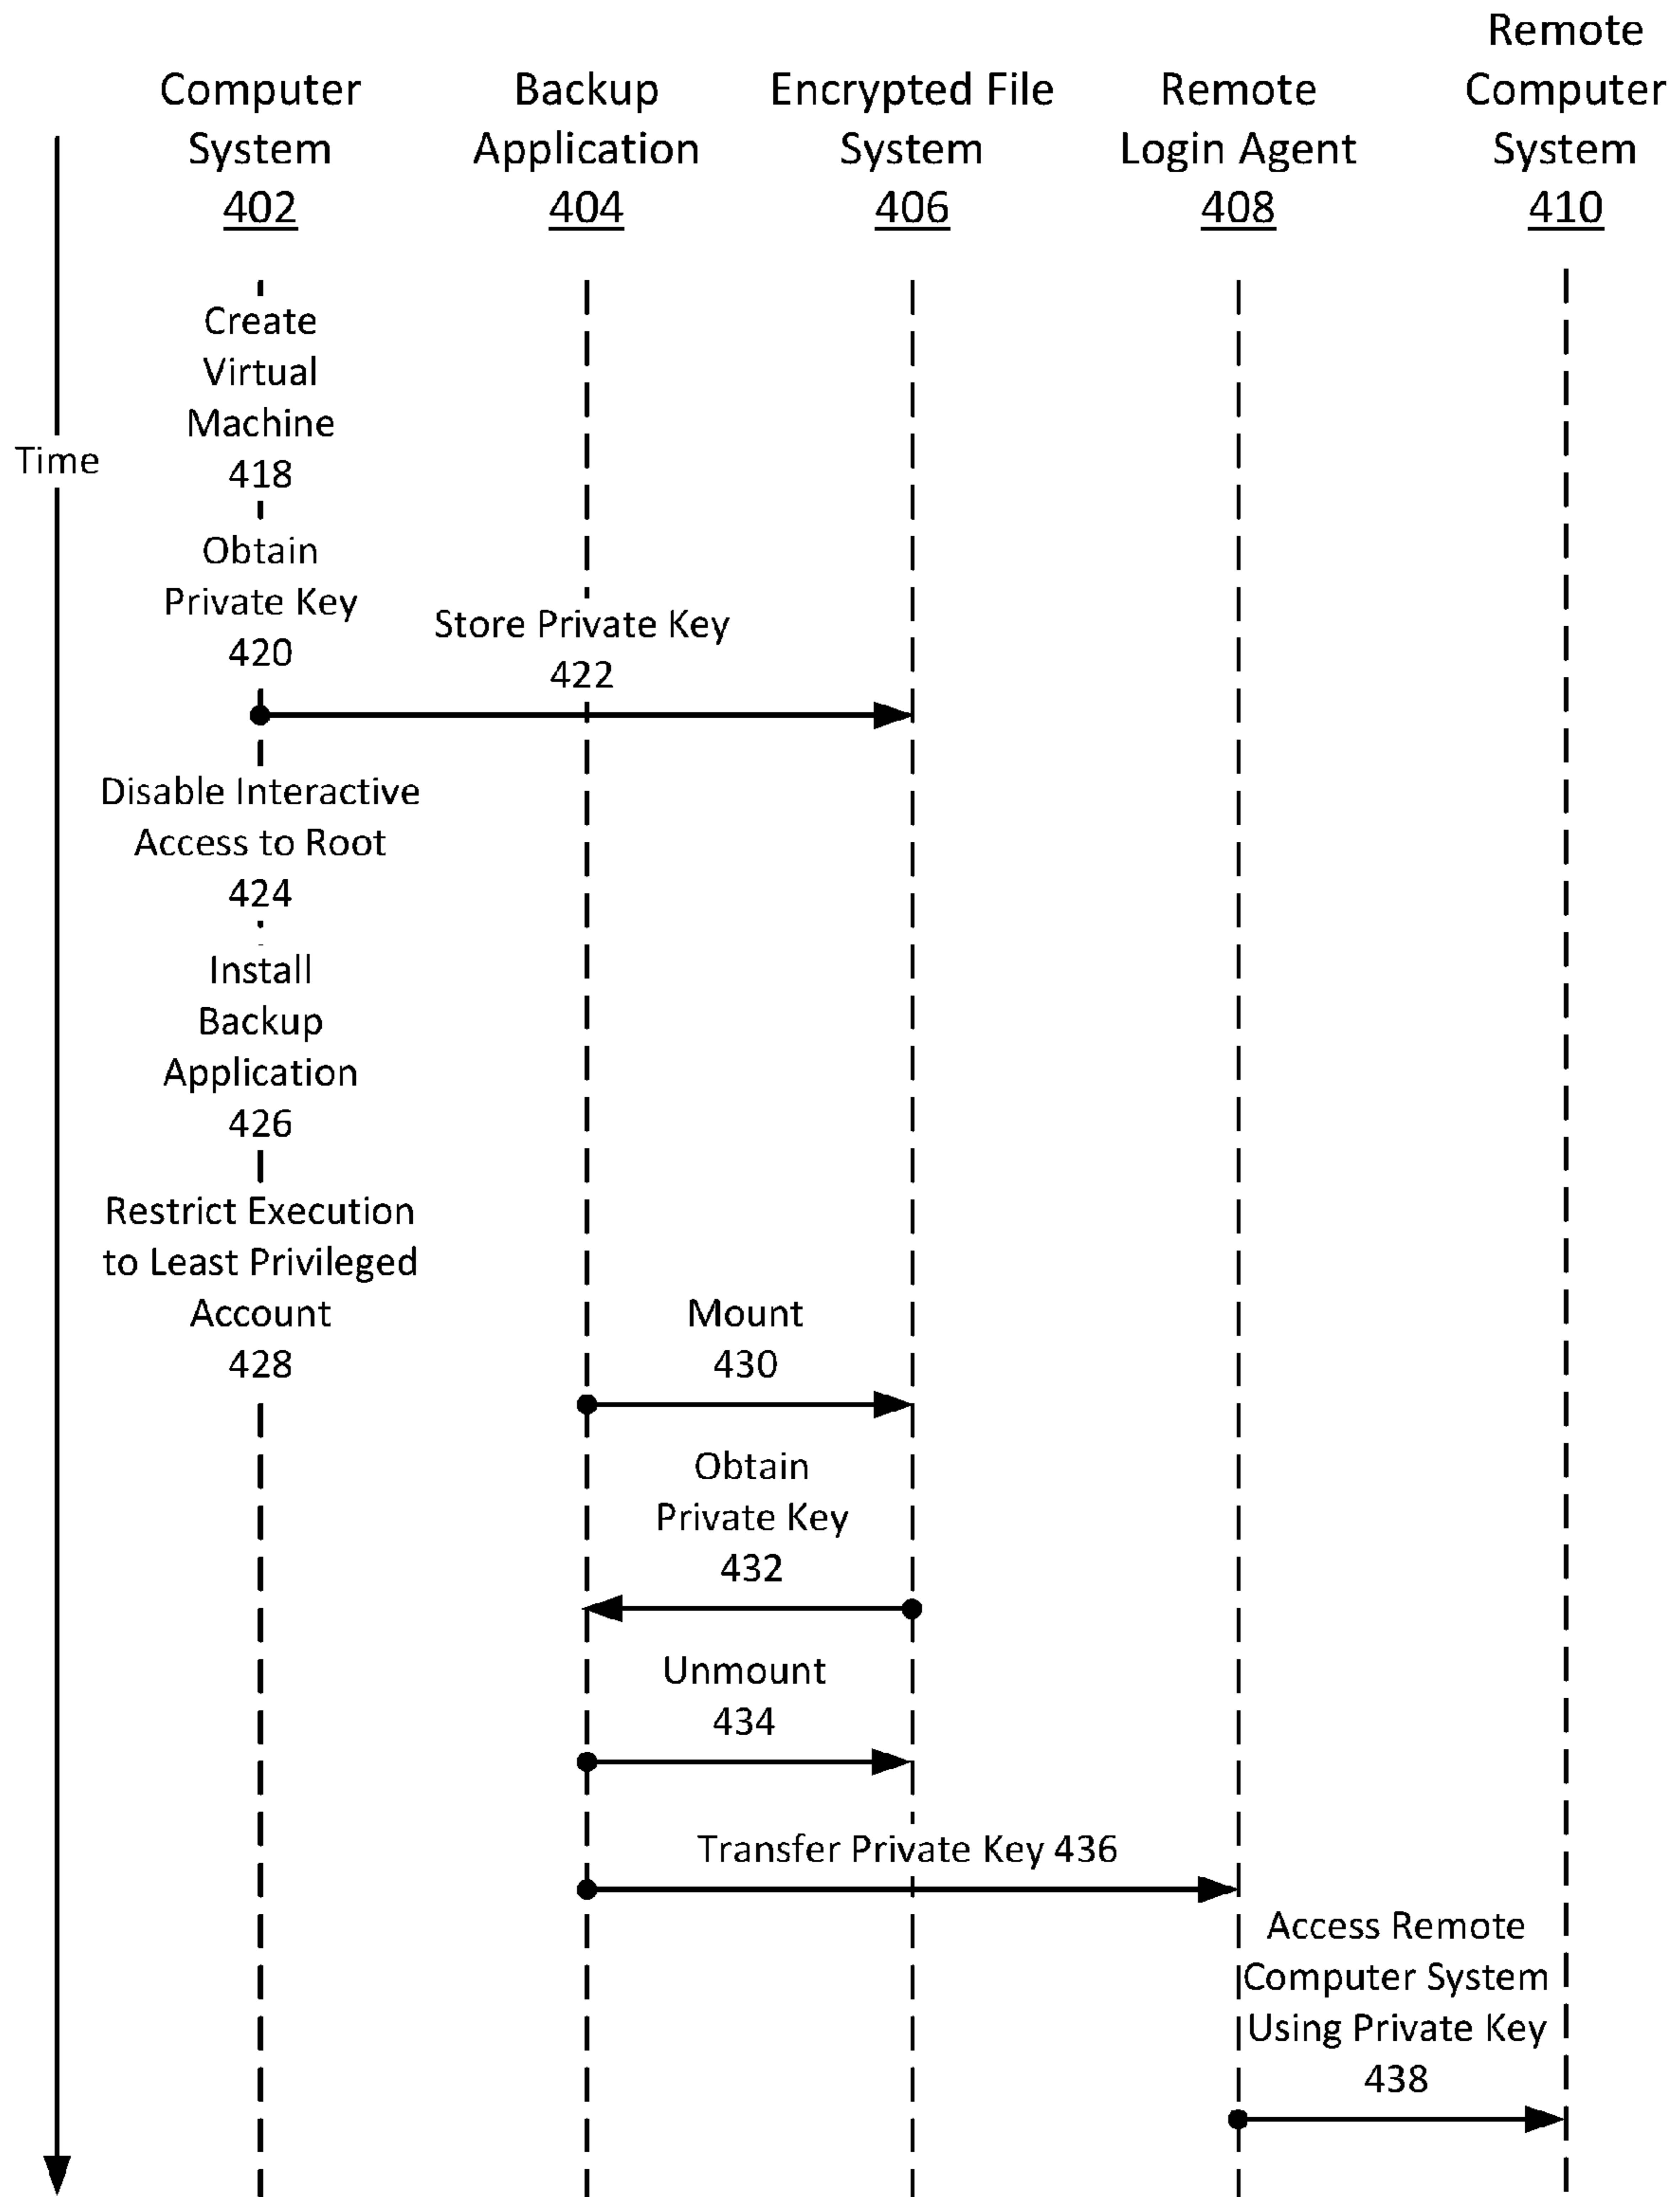 Computer
System
402
Backup
Application
404
Encrypted File
System
406
Remote
Login Agent
408
Remote
Computer
System
410
Time
Create
Virtual
Machine
418
Obtain
Private Key
420
Store Private Key
422
Disable Interactive
Access to Root
424
Install
Backup
Application
426
Restrict Execution
to Least Privileged
Account
428
Mount
430
Obtain
Private Key
432
Unmount
434
Transfer Private Key 436
Access Remote
Computer System
Using Private Key
438